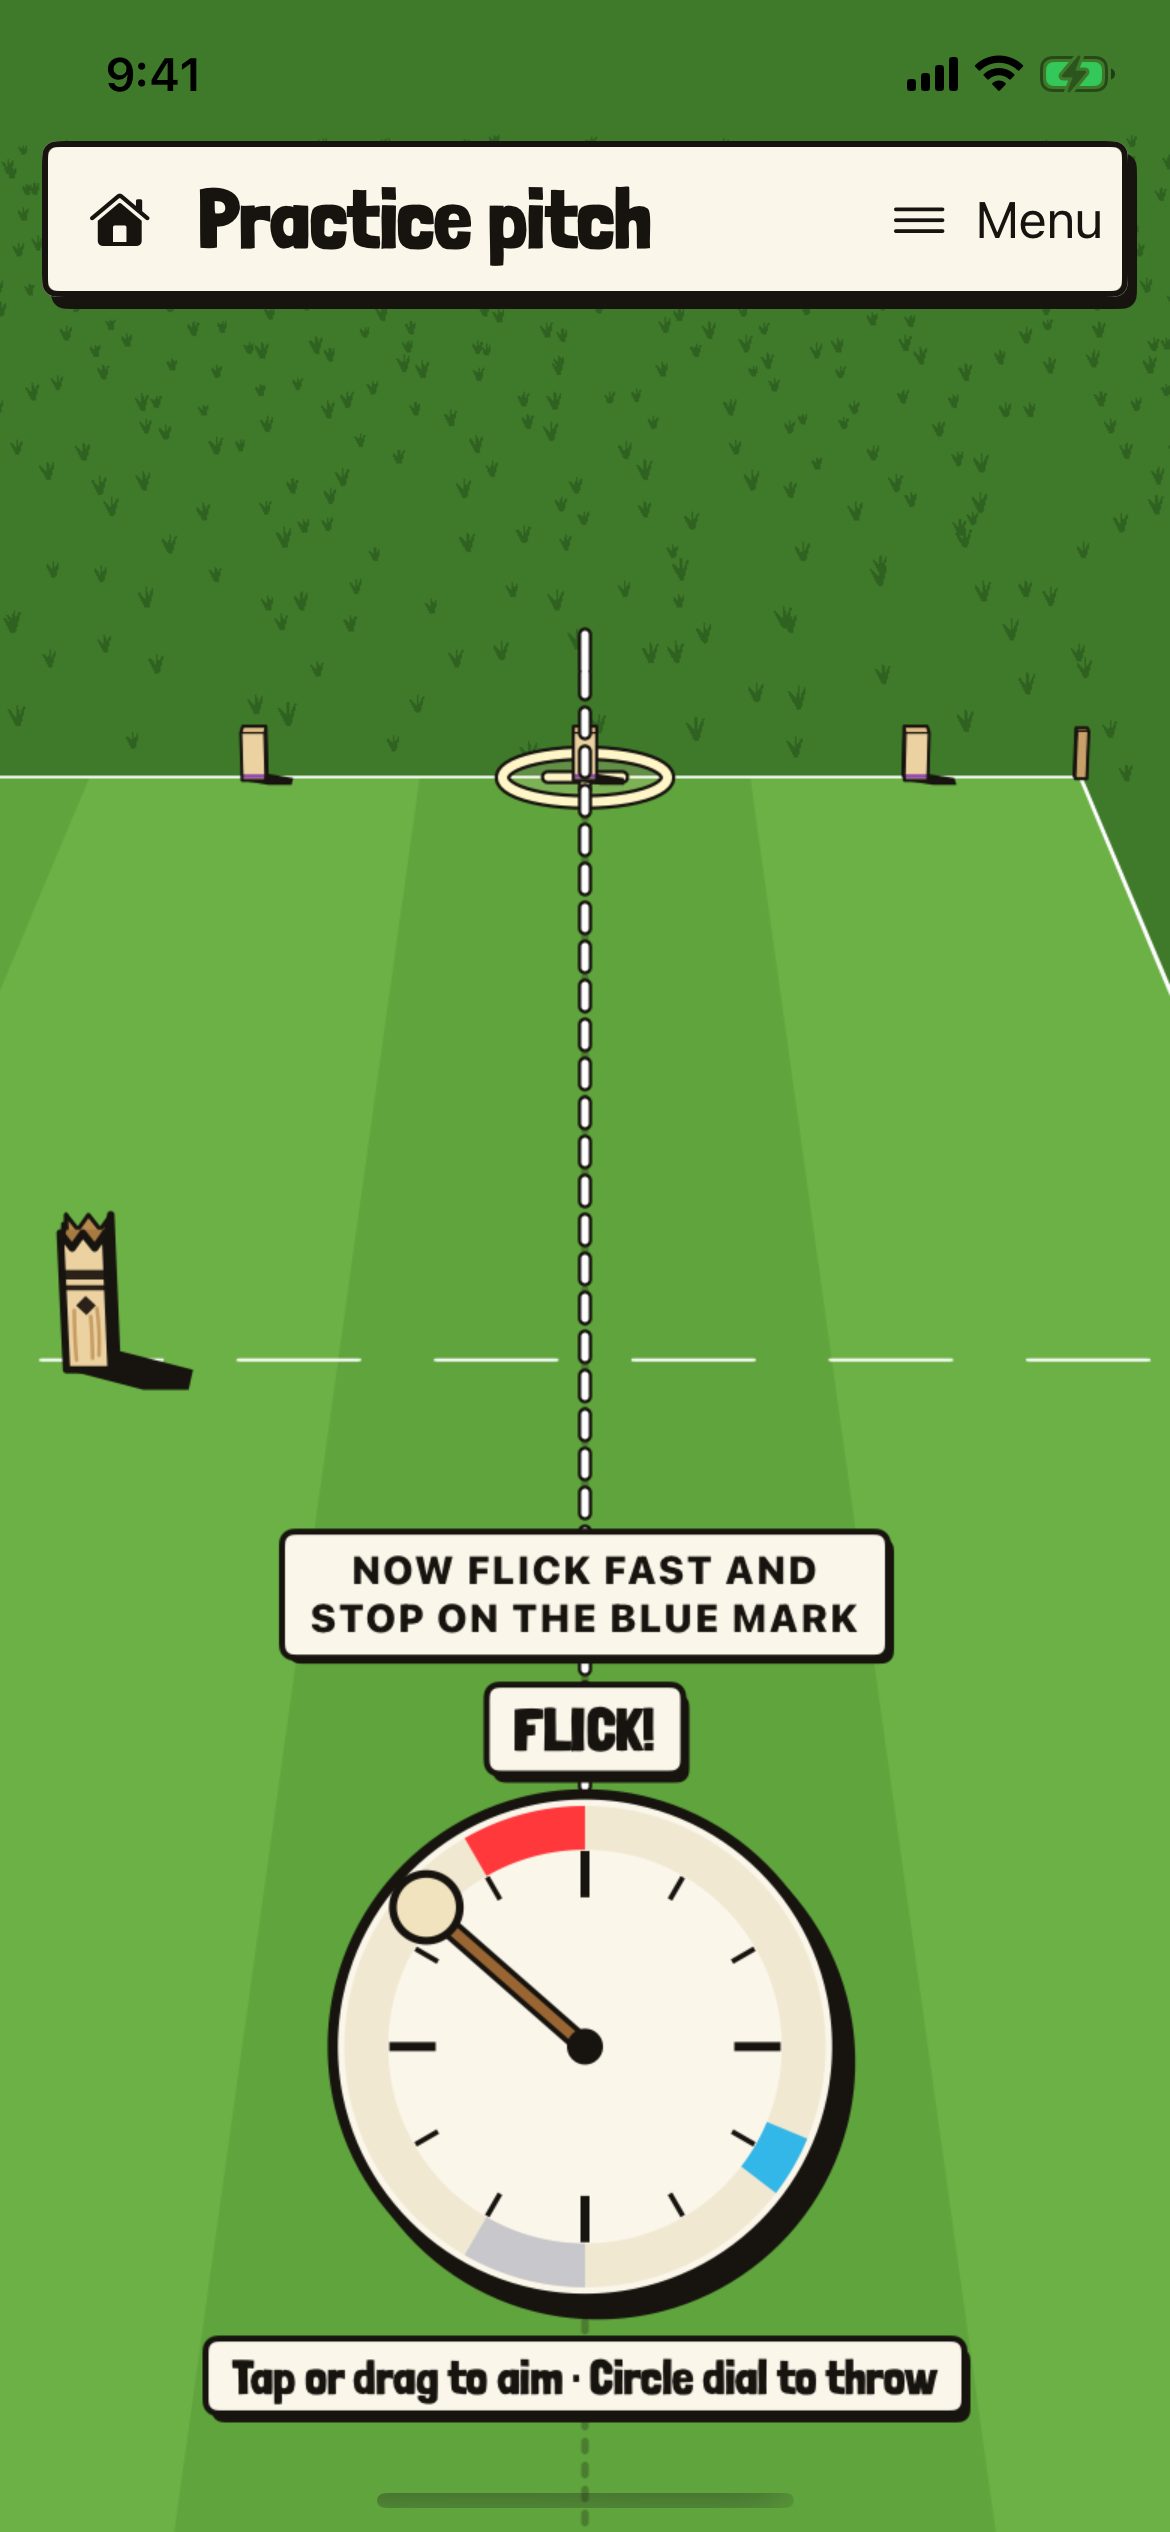 9:41
Practice pitch
Menu
NOW FLICK FAST AND
STOP ON THE BLUE MARK
FLICK!
Tap or drag to aim · Circle dial to throw